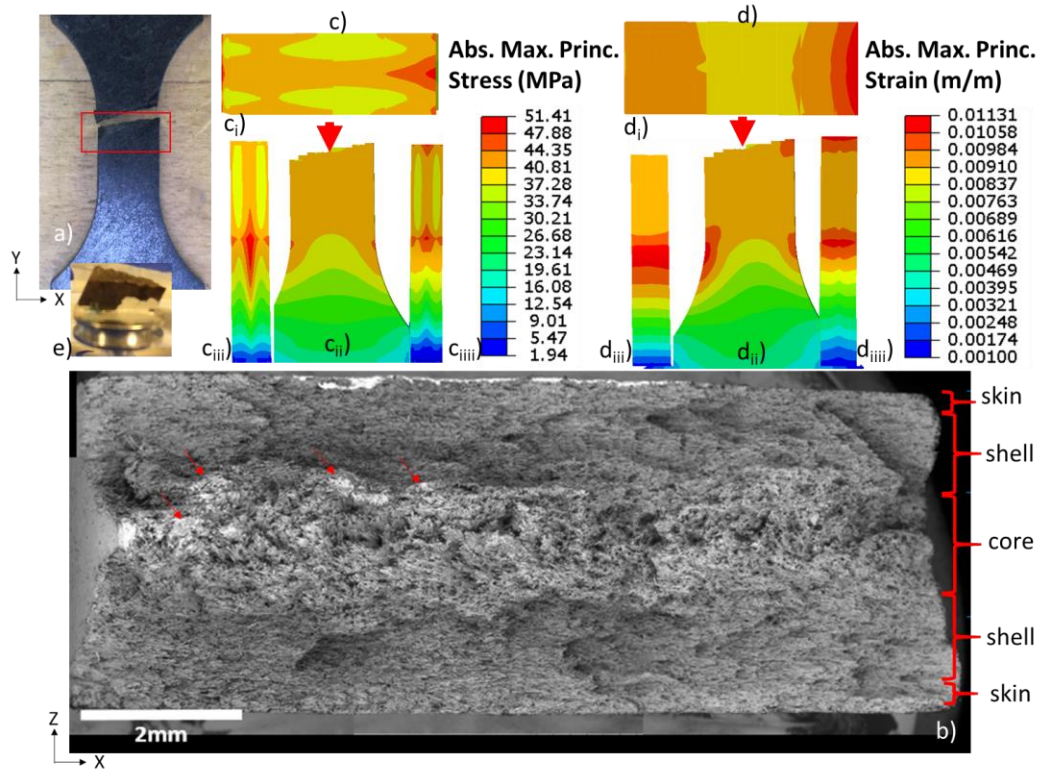 c)
d)
Abs. Max. Princ.
Stress (MPa)
Abs. Max. Princ.
Strain (m/m)
cᵢ)
dᵢ)
51.41
47.88
44.35
40.81
37.28
33.74
30.21
26.68
23.14
19.61
16.08
12.54
9.01
5.47
1.94
0.01131
0.01058
0.00984
0.00910
0.00837
0.00763
0.00689
0.00616
0.00542
0.00469
0.00395
0.00321
0.00248
0.00174
0.00100
a)
Y
X
e)
cᵢᵢᵢ)
cᵢᵢ)
cᵢᵢᵢᵢ)
dᵢᵢᵢ)
dᵢᵢ)
dᵢᵢᵢᵢ)
skin
shell
core
shell
skin
2mm
b)
Z
X